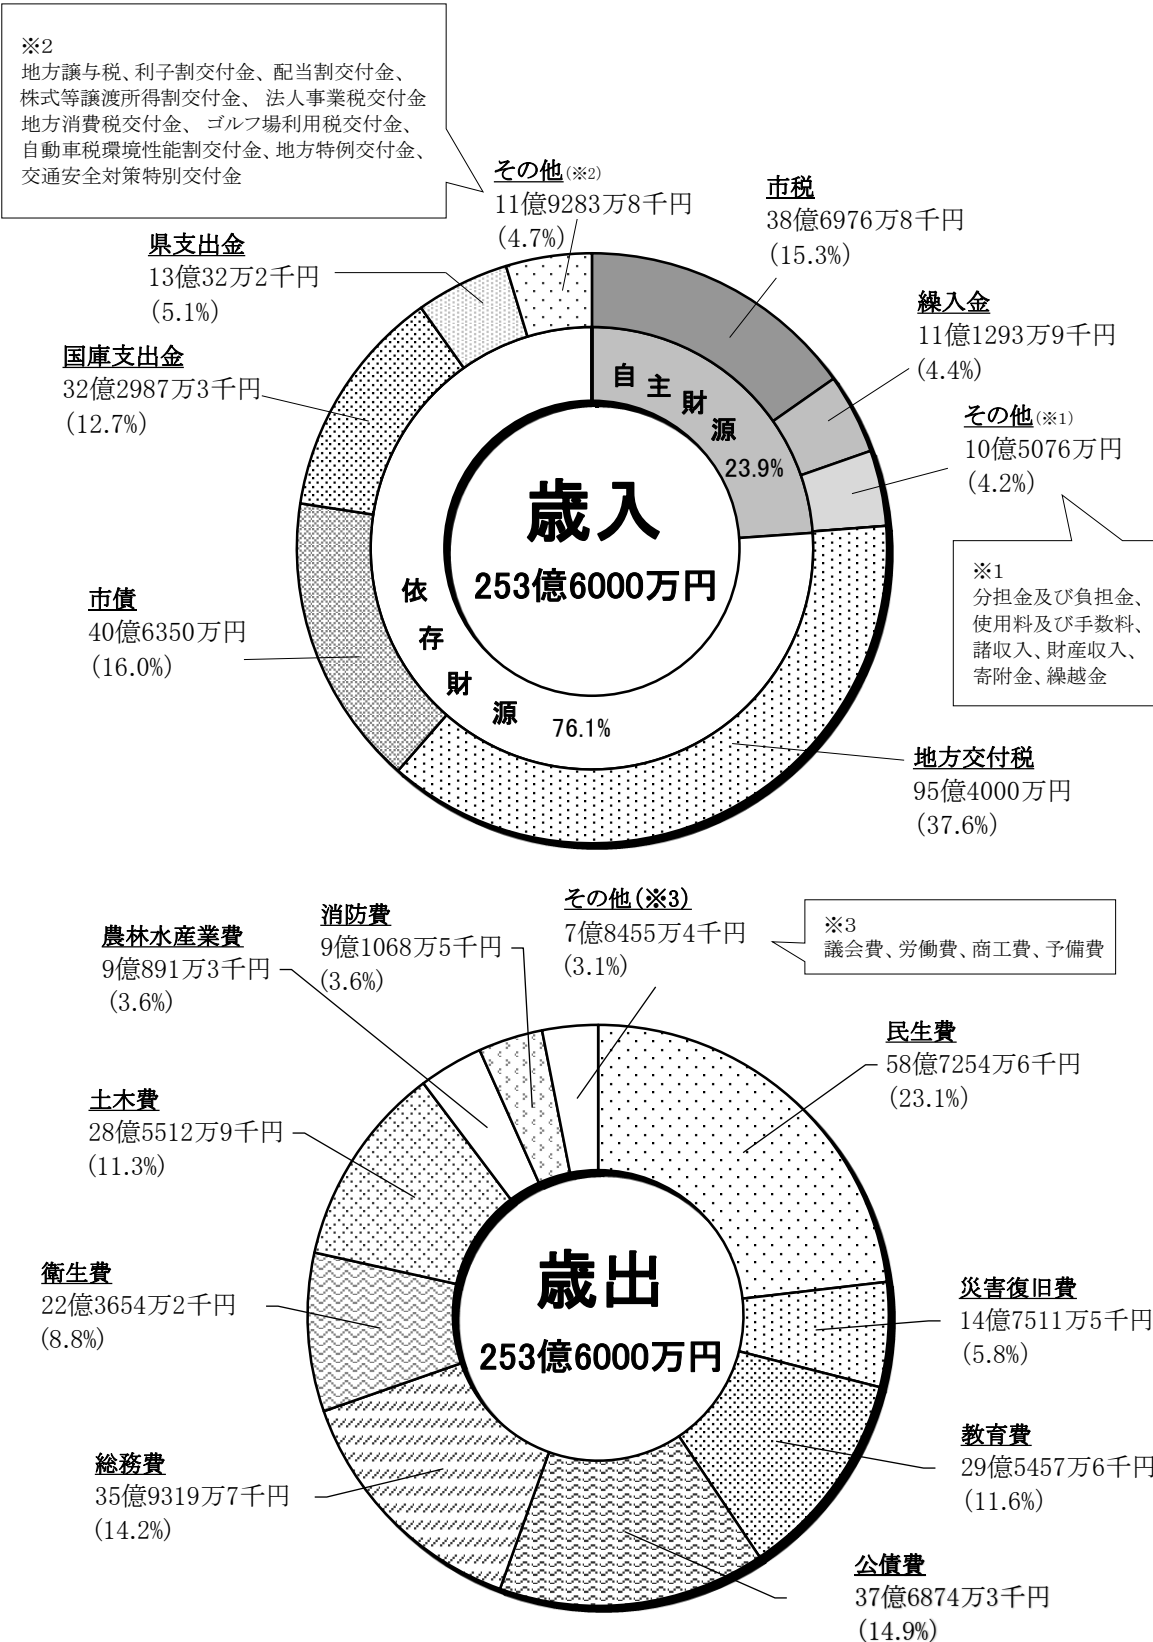 ※2
地方譲与税、利子割交付金、配当割交付金、
株式等譲渡所得割交付金、 法人事業税交付金
地方消費税交付金、 ゴルフ場利用税交付金、
自動車税環境性能割交付金、地方特例交付金、
交通安全対策特別交付金
その他(※2)
11億9283万8千円
(4.7%)
市税
38億6976万8千円
(15.3%)
県支出金
13億32万2千円
(5.1%)
繰入金
11億1293万9千円
(4.4%)
国庫支出金
32億2987万3千円
(12.7%)
その他(※1)
10億5076万円
(4.2%)
自主財源
23.9%
歳入
253億6000万円
※1
分担金及び負担金、
使用料及び手数料、
諸収入、財産収入、
寄附金、繰越金
市債
40億6350万円
(16.0%)
依存財源
76.1%
地方交付税
95億4000万円
(37.6%)
その他(※3)
7億8455万4千円
(3.1%)
※3
議会費、労働費、商工費、予備費
消防費
9億1068万5千円
(3.6%)
農林水産業費
9億891万3千円
(3.6%)
民生費
58億7254万6千円
(23.1%)
土木費
28億5512万9千円
(11.3%)
歳出
253億6000万円
衛生費
22億3654万2千円
(8.8%)
災害復旧費
14億7511万5千円
(5.8%)
教育費
29億5457万6千円
(11.6%)
総務費
35億9319万7千円
(14.2%)
公債費
37億6874万3千円
(14.9%)